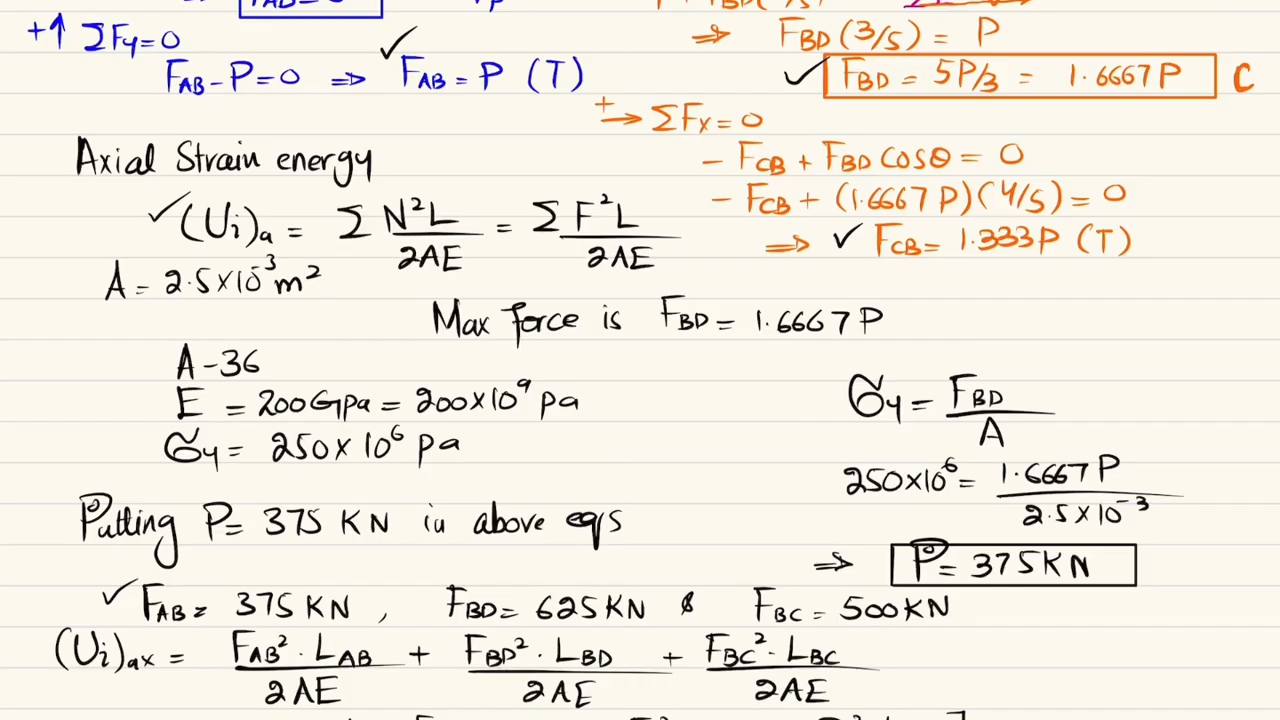 +↑ ΣFy = 0
FAB - P = 0 ⇒ FAB = P (T)
⇒ FBD (3/5) = P
FBD = 5P/3 = 1.6667 P C
+→ ΣFx = 0
- FCB + FBD Cosθ = 0
- FCB + (1.6667 P)(4/5) = 0
⇒ FCB = 1.333P (T)
Axial Strain energy
(Ui)a = Σ N²L / 2AE = Σ F²L / 2AE
A = 2.5×10⁻³ m²
Max force is FBD = 1.6667 P
A-36
E = 200 Gpa = 200×10⁹ pa
σy = 250×10⁶ pa
σy = FBD / A
250×10⁶ = 1.6667 P / 2.5×10⁻³
⇒ P = 375 KN
Putting P = 375 KN in above eqs
FAB = 375 KN , FBD = 625 KN & FBC = 500 KN
(Ui)ax = FAB² · LAB / 2AE + FBD² · LBD / 2AE + FBC² · LBC / 2AE